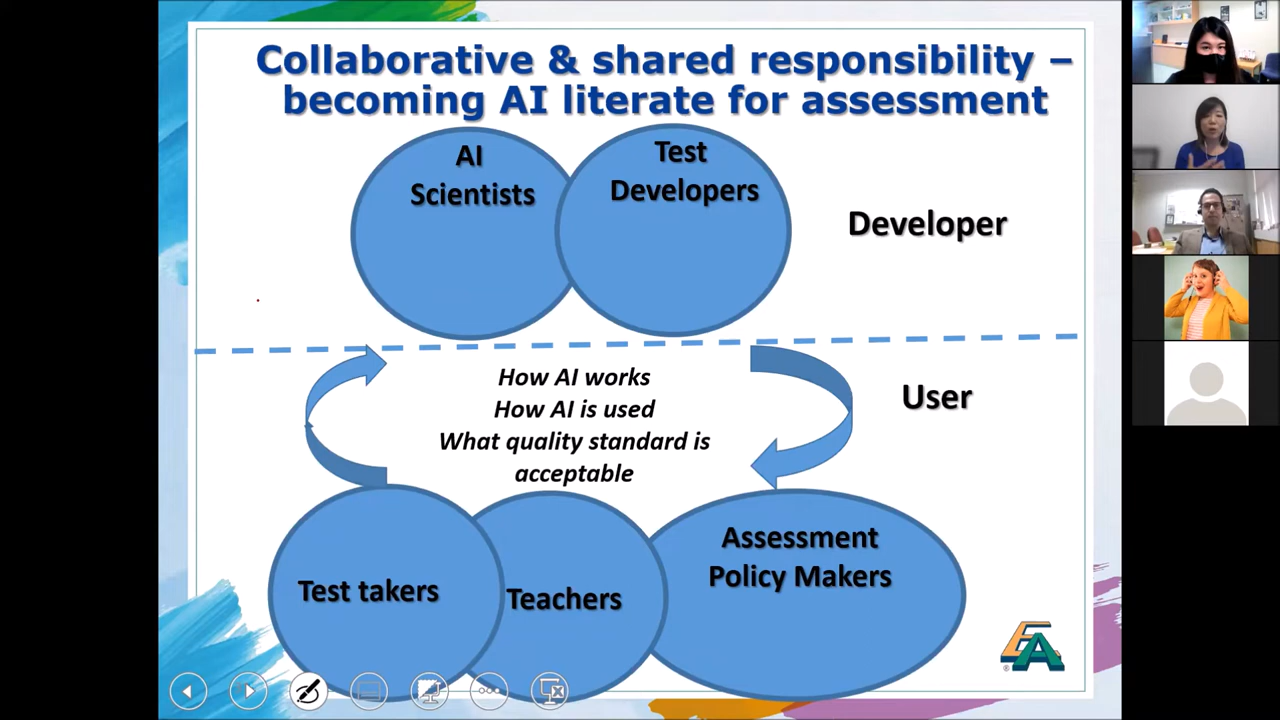 Collaborative & shared responsibility –
becoming AI literate for assessment
AI
Scientists
Test
Developers
Developer
How AI works
How AI is used
What quality standard is
acceptable
User
Test takers
Teachers
Assessment
Policy Makers
EA
®